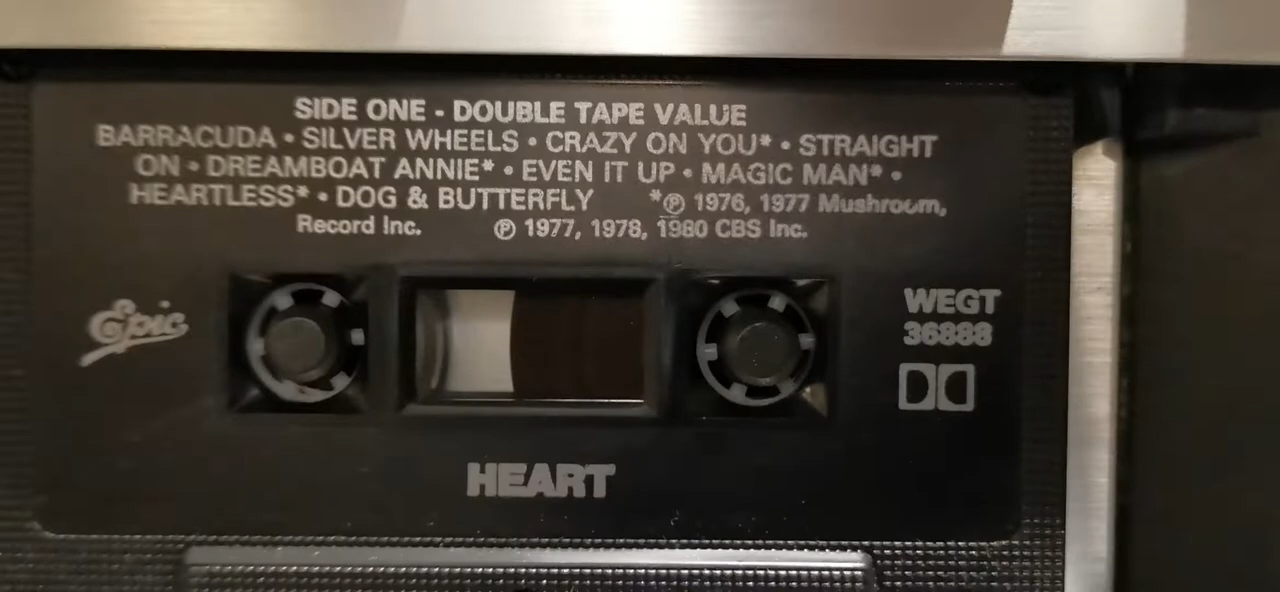 SIDE ONE - DOUBLE TAPE VALUE
BARRACUDA • SILVER WHEELS • CRAZY ON YOU* • STRAIGHT
ON • DREAMBOAT ANNIE* • EVEN IT UP • MAGIC MAN* •
HEARTLESS* • DOG & BUTTERFLY *℗ 1976, 1977 Mushroom,
Record Inc. ℗ 1977, 1978, 1980 CBS Inc.
Epic
WEGT
36888
HEART